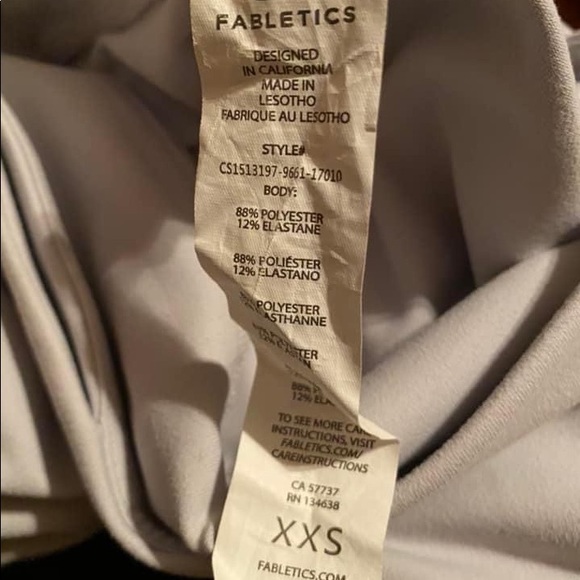 FABLETICS
DESIGNED
IN CALIFORNIA
MADE IN
LESOTHO
FABRIQUE AU LESOTHO
STYLE#
CS1513197-9661-17010
BODY:
88% POLYESTER
12% ELASTANE
88% POLIÉSTER
12% ELASTANO
POLYESTER
88%
12%
TO SEE MORE
INSTRUCTIONS, VISIT
FABLETICS.COM/
CAREINSTRUCTIONS
CA 57737
RN 134638
XXS
FABLETICS.COM